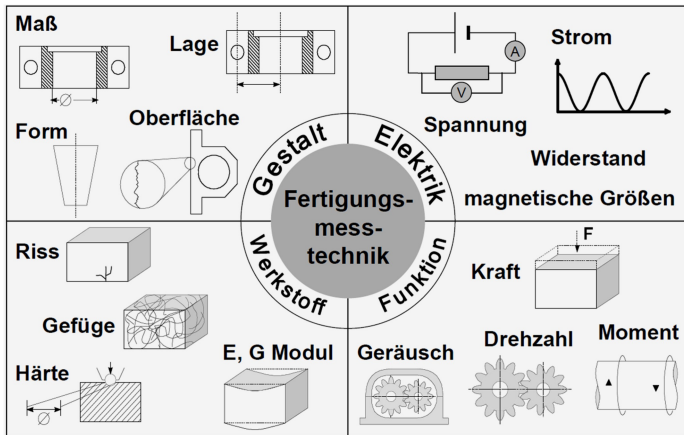 Maß
Lage
Form
Oberfläche
Strom
A
V
Spannung
Widerstand
magnetische Größen
Gestalt
Elektrik
Fertigungs-
mess-
technik
Werkstoff
Funktion
Riss
Gefüge
Härte
E, G Modul
F
Kraft
Geräusch
Drehzahl
Moment